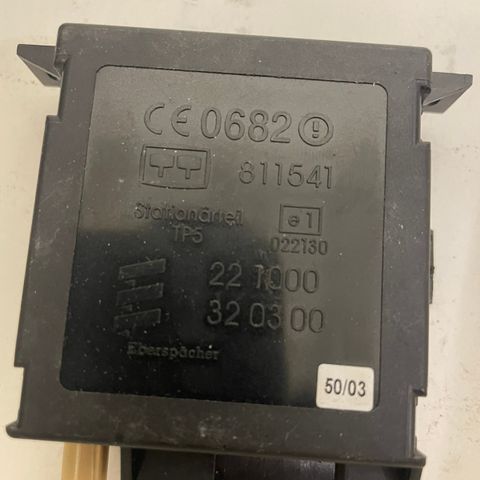 CE 0682 !
811541
Stationärteil
TP5
e1
022130
22 1000
32 03 00
Eberspächer
50/03